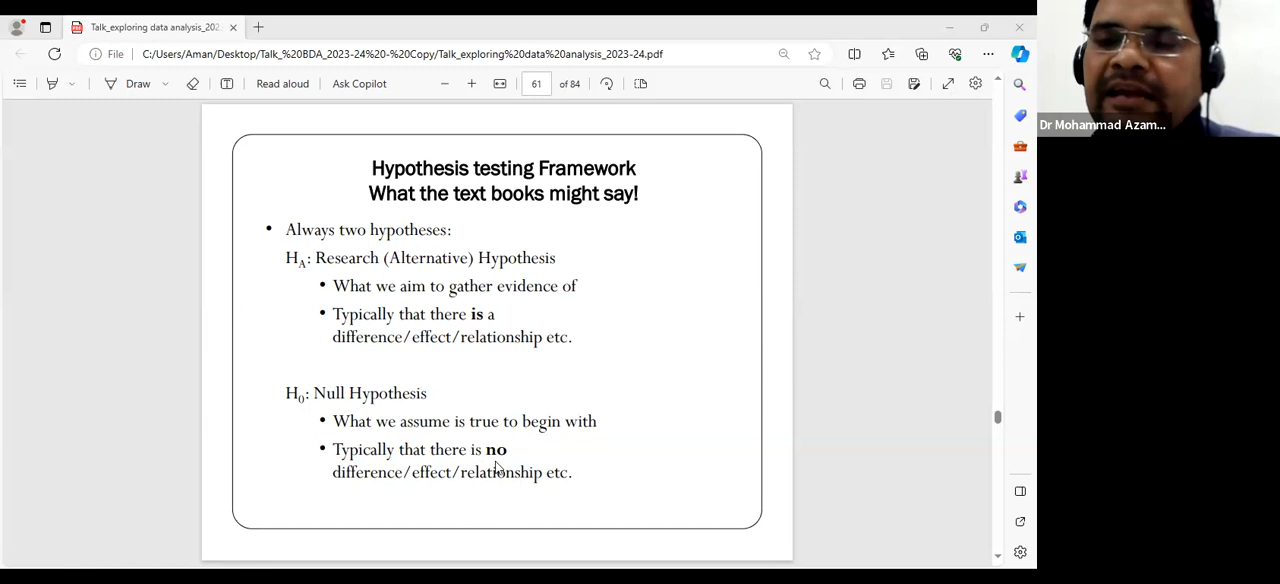 Talk_exploring data analysis_202
File
C:/Users/Aman/Desktop/Talk_%20BDA_2023-24%20-%20Copy/Talk_exploring%20data%20analysis_2023-24.pdf
Draw
Read aloud
Ask Copilot
61
of 84
Dr Mohammad Azam...
Hypothesis testing Framework
What the text books might say!
• Always two hypotheses:
HA: Research (Alternative) Hypothesis
• What we aim to gather evidence of
• Typically that there is a
difference/effect/relationship etc.
H0: Null Hypothesis
• What we assume is true to begin with
• Typically that there is no
difference/effect/relationship etc.